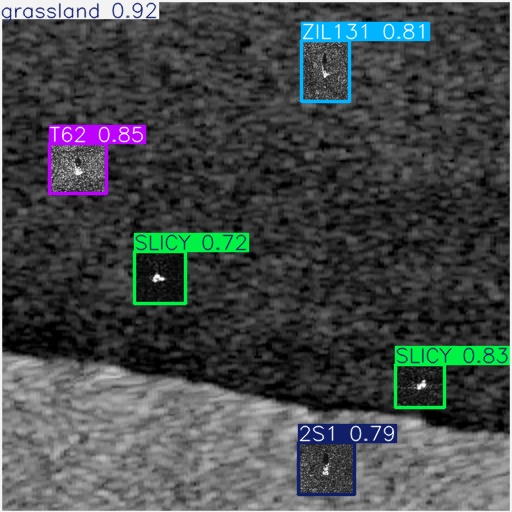 grassland 0.92
ZIL131 0.81
T62 0.85
SLICY 0.72
SLICY 0.83
2S1 0.79